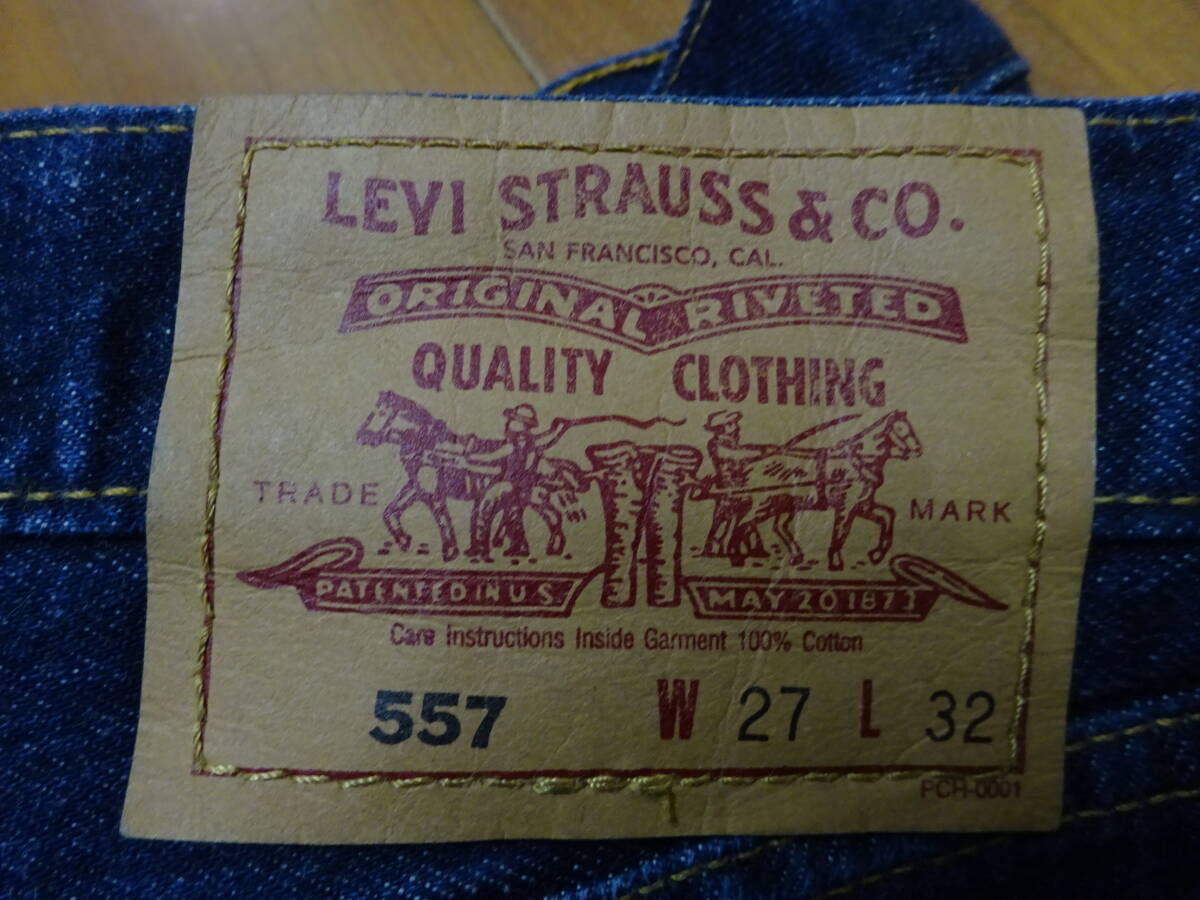 LEVI STRAUSS & CO.
SAN FRANCISCO, CAL.
ORIGINAL RIVETED
QUALITY CLOTHING
TRADE MARK
PATENTED IN U.S. MAY 20 1873
Care Instructions Inside Garment 100% Cotton
557 W 27 L 32
PCH-0001